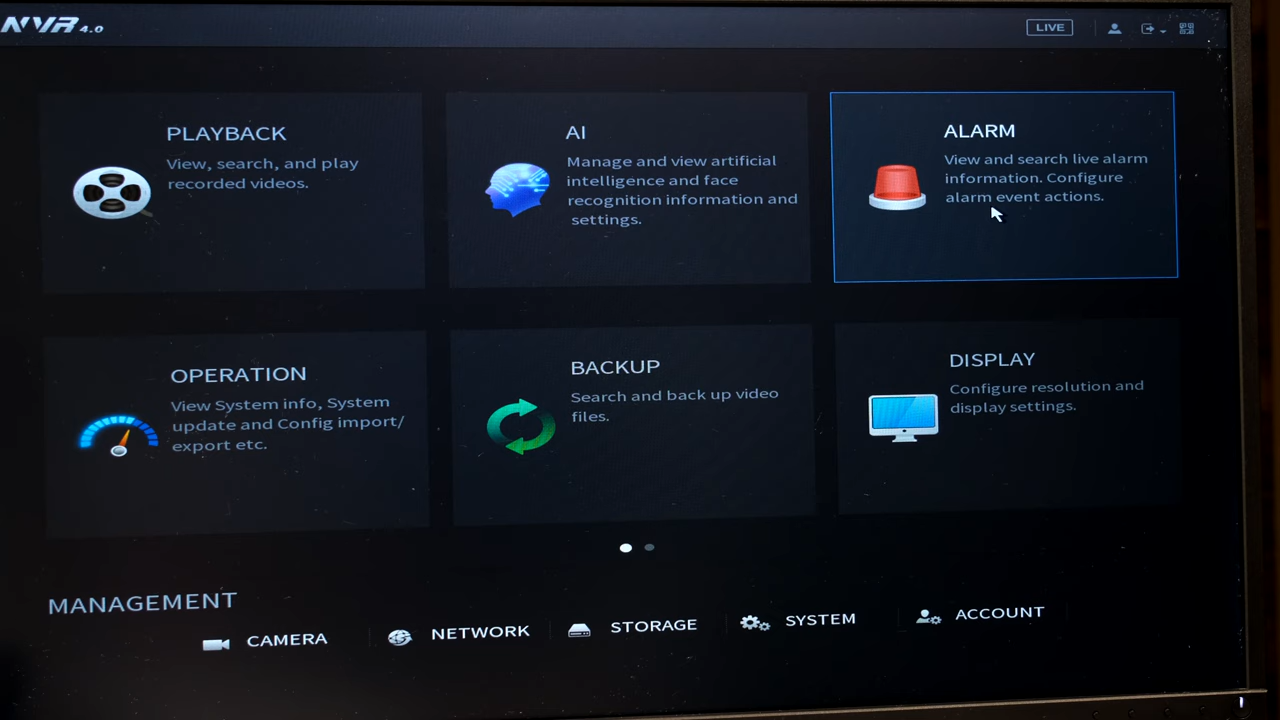 NVR 4.0
LIVE
PLAYBACK
View, search, and play
recorded videos.
AI
Manage and view artificial
intelligence and face
recognition information and
settings.
ALARM
View and search live alarm
information. Configure
alarm event actions.
OPERATION
View System info, System
update and Config import/
export etc.
BACKUP
Search and back up video
files.
DISPLAY
Configure resolution and
display settings.
MANAGEMENT
CAMERA
NETWORK
STORAGE
SYSTEM
ACCOUNT